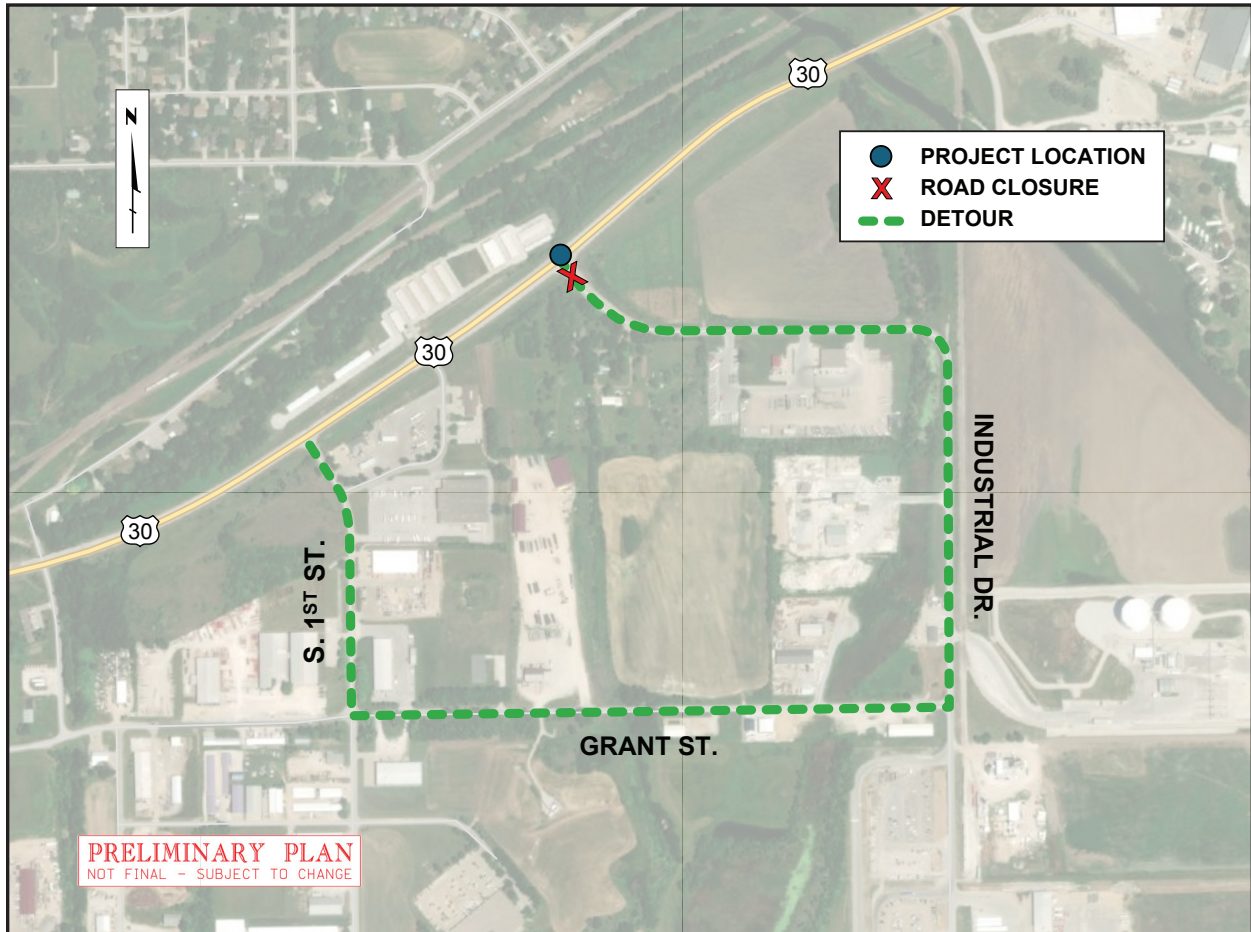 30
N
PROJECT LOCATION
ROAD CLOSURE
DETOUR
30
30
INDUSTRIAL DR.
S. 1ST ST.
GRANT ST.
PRELIMINARY PLAN
NOT FINAL - SUBJECT TO CHANGE